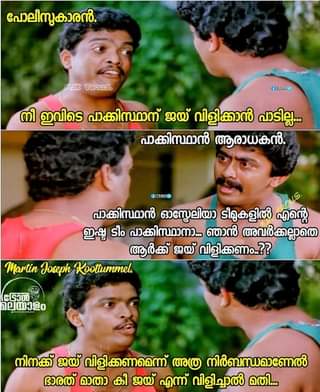 പോലിസുകാരൻ.
നീ ഇവിടെ പാക്കിസ്ഥാന് ജയ് വിളിക്കാൻ പാടില്ല...
പാക്കിസ്ഥാൻ ആരാധകൻ.
പാക്കിസ്ഥാൻ ഓസ്ട്രേലിയാ ടീമുകളിൽ എന്റെ
ഇഷ്ട ടീം പാക്കിസ്ഥാനാ... ഞാൻ അവർക്കല്ലാതെ
ആർക്ക് ജയ് വിളിക്കണം..??
Martin Joseph Koottummel.
ട്രോൾ
മലയാളം
നിനക്ക് ജയ് വിളിക്കണമെന്ന് അത്ര നിർബന്ധമാണേൽ
ഭാരത് മാതാ കീ ജയ് എന്ന് വിളിച്ചാൽ മതി...